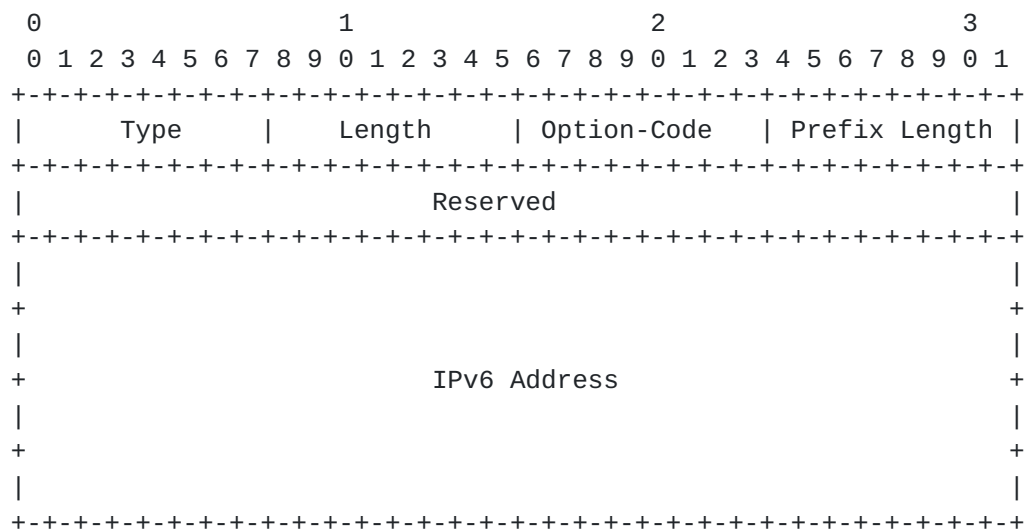 0                   1                   2                   3
 0 1 2 3 4 5 6 7 8 9 0 1 2 3 4 5 6 7 8 9 0 1 2 3 4 5 6 7 8 9 0 1
+-+-+-+-+-+-+-+-+-+-+-+-+-+-+-+-+-+-+-+-+-+-+-+-+-+-+-+-+-+-+-+-+
|      Type     |    Length     | Option-Code   | Prefix Length |
+-+-+-+-+-+-+-+-+-+-+-+-+-+-+-+-+-+-+-+-+-+-+-+-+-+-+-+-+-+-+-+-+
|                          Reserved                             |
+-+-+-+-+-+-+-+-+-+-+-+-+-+-+-+-+-+-+-+-+-+-+-+-+-+-+-+-+-+-+-+-+
|                                                               |
+                                                               +
|                                                               |
+                          IPv6 Address                         +
|                                                               |
+                                                               +
|                                                               |
+-+-+-+-+-+-+-+-+-+-+-+-+-+-+-+-+-+-+-+-+-+-+-+-+-+-+-+-+-+-+-+-+